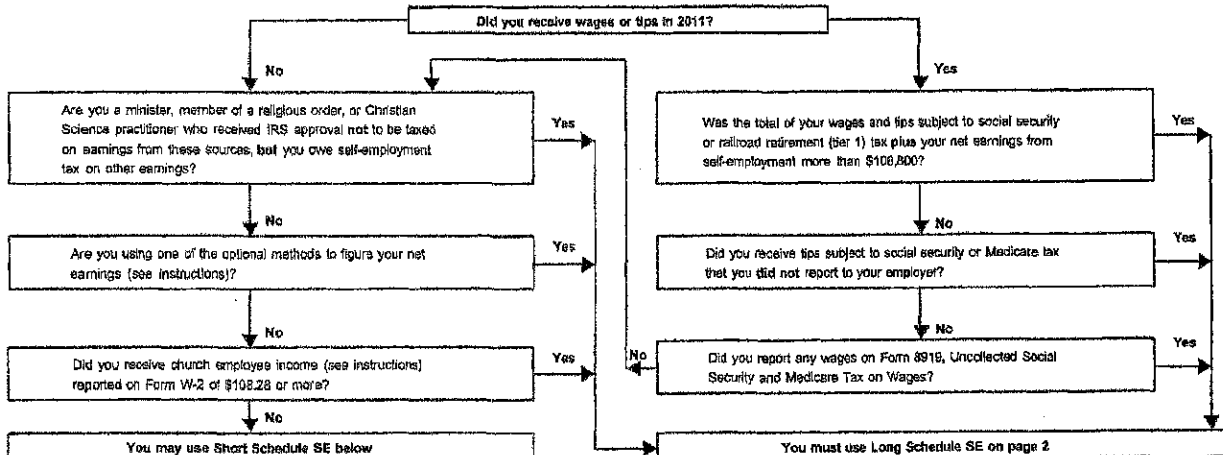 Did you receive wages or tips in 2011?
No
Yes
Are you a minister, member of a religious order, or Christian
Science practitioner who received IRS approval not to be taxed
on earnings from these sources, but you owe self-employment
tax on other earnings?
Yes
Was the total of your wages and tips subject to social security
or railroad retirement (tier 1) tax plus your net earnings from
self-employment more than $106,800?
Yes
No
No
Are you using one of the optional methods to figure your net
earnings (see instructions)?
Yes
Did you receive tips subject to social security or Medicare tax
that you did not report to your employer?
Yes
No
No
Did you receive church employee income (see instructions)
reported on Form W-2 of $108.28 or more?
Yes
No
Did you report any wages on Form 8919, Uncollected Social
Security and Medicare Tax on Wages?
Yes
No
You may use Short Schedule SE below
You must use Long Schedule SE on page 2